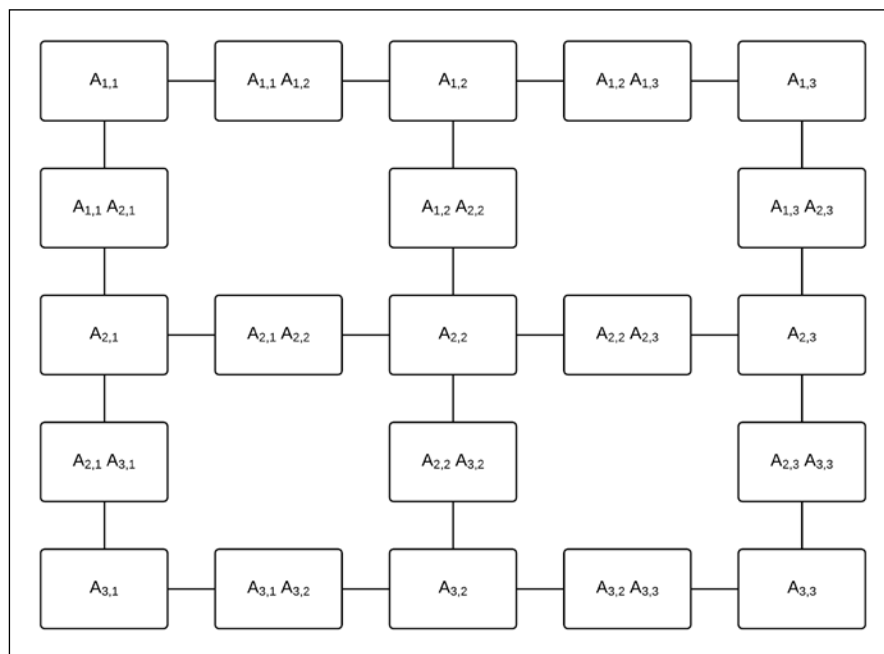 A1,1 A1,1 A1,2 A1,2 A1,2 A1,3 A1,3
A1,1 A2,1 A1,2 A2,2 A1,3 A2,3
A2,1 A2,1 A2,2 A2,2 A2,2 A2,3 A2,3
A2,1 A3,1 A2,2 A3,2 A2,3 A3,3
A3,1 A3,1 A3,2 A3,2 A3,2 A3,3 A3,3